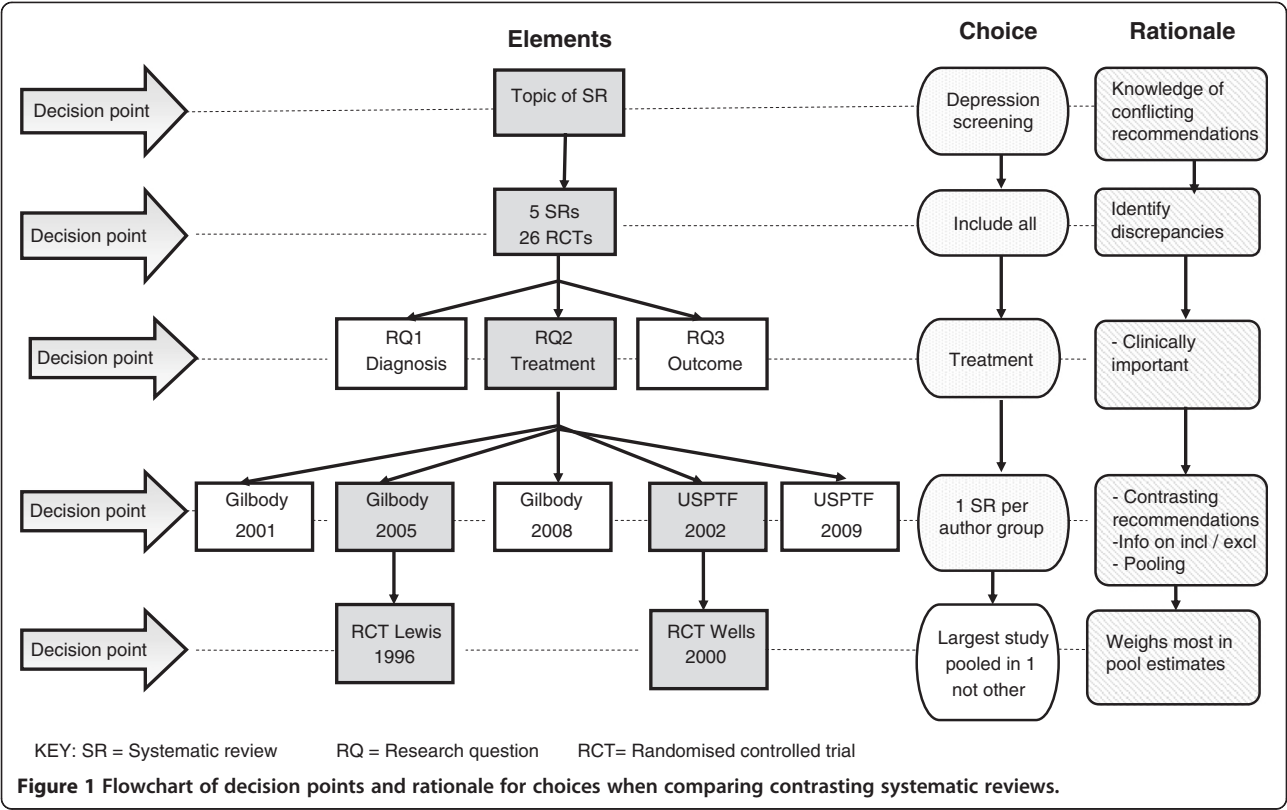 Elements
Choice
Rationale
Decision point
Topic of SR
Depression
screening
Knowledge of
conflicting
recommendations
Decision point
5 SRs
26 RCTs
Include all
Identify
discrepancies
Decision point
RQ1
Diagnosis
RQ2
Treatment
RQ3
Outcome
Treatment
- Clinically
important
Decision point
Gilbody
2001
Gilbody
2005
Gilbody
2008
USPTF
2002
USPTF
2009
1 SR per
author group
- Contrasting
recommendations
-Info on incl / excl
- Pooling
Decision point
RCT Lewis
1996
RCT Wells
2000
Largest study
pooled in 1
not other
Weighs most in
pool estimates
KEY: SR = Systematic review RQ = Research question RCT= Randomised controlled trial
Figure 1 Flowchart of decision points and rationale for choices when comparing contrasting systematic reviews.